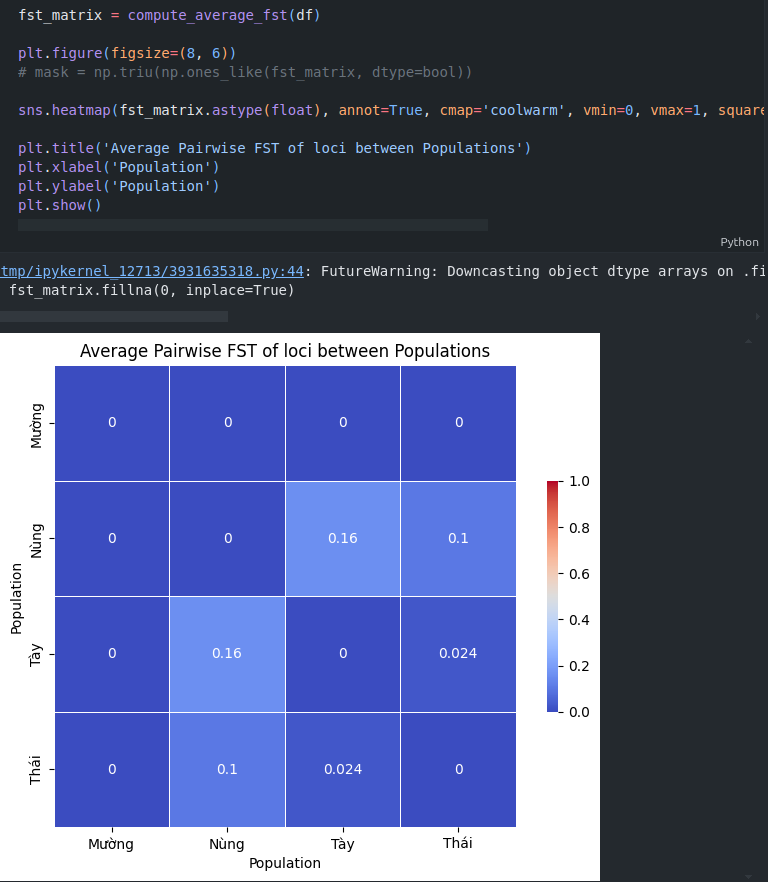 fst_matrix = compute_average_fst(df)
plt.figure(figsize=(8, 6))
# mask = np.triu(np.ones_like(fst_matrix, dtype=bool))
sns.heatmap(fst_matrix.astype(float), annot=True, cmap='coolwarm', vmin=0, vmax=1, square
plt.title('Average Pairwise FST of loci between Populations')
plt.xlabel('Population')
plt.ylabel('Population')
plt.show()
Python
tmp/ipykernel_12713/3931635318.py:44: FutureWarning: Downcasting object dtype arrays on .fi
fst_matrix.fillna(0, inplace=True)
Average Pairwise FST of loci between Populations
Mường 0 0 0 0
Nùng 0 0 0.16 0.1
Tày 0 0.16 0 0.024
Thái 0 0.1 0.024 0
Population
Mường Nùng Tày Thái
Population
1.0
0.8
0.6
0.4
0.2
0.0